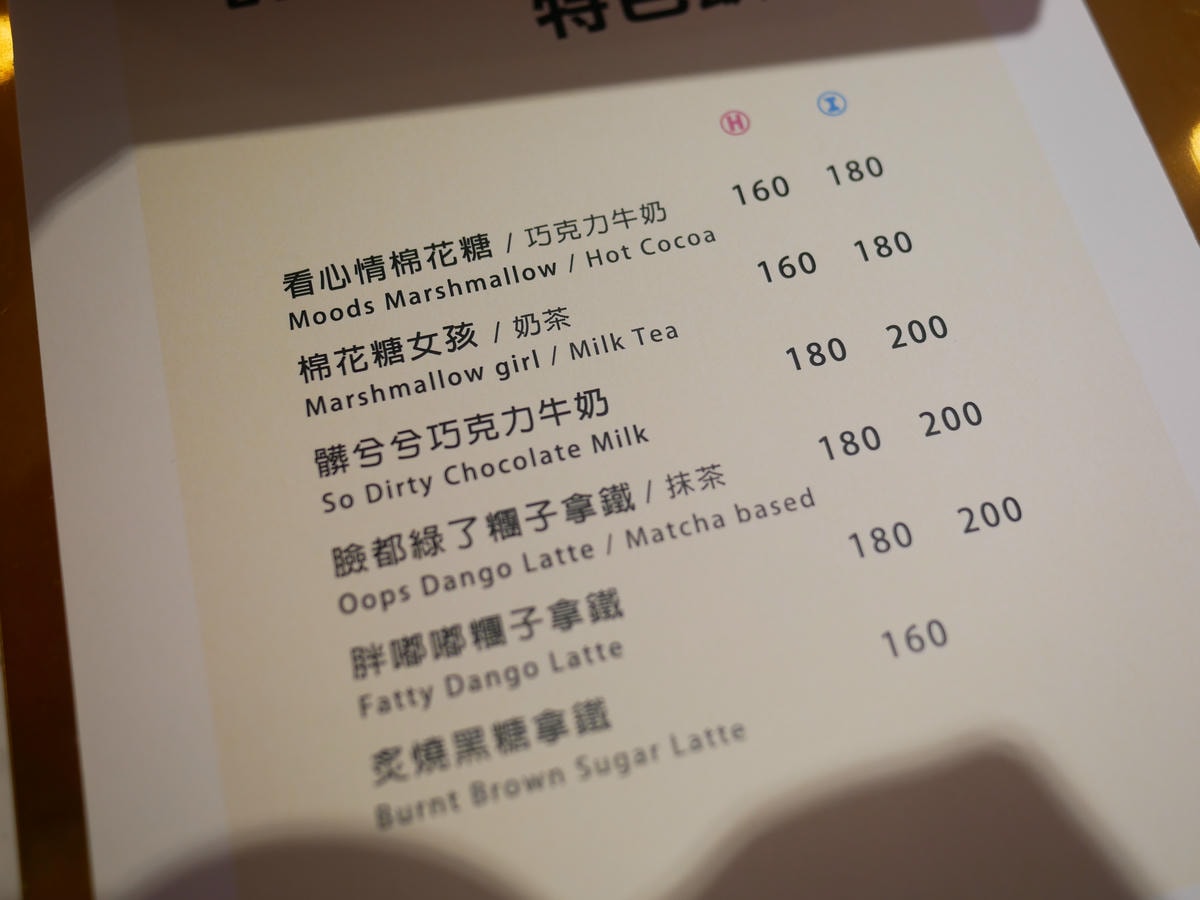 特色
Ⓗ Ⓘ
看心情棉花糖 / 巧克力牛奶 160 180
Moods Marshmallow / Hot Cocoa
棉花糖女孩 / 奶茶 160 180
Marshmallow girl / Milk Tea
髒兮兮巧克力牛奶 180 200
So Dirty Chocolate Milk
臉都綠了糰子拿鐵 / 抹茶 180 200
Oops Dango Latte / Matcha based
胖嘟嘟糰子拿鐵 180 200
Fatty Dango Latte
炙燒黑糖拿鐵 160
Burnt Brown Sugar Latte